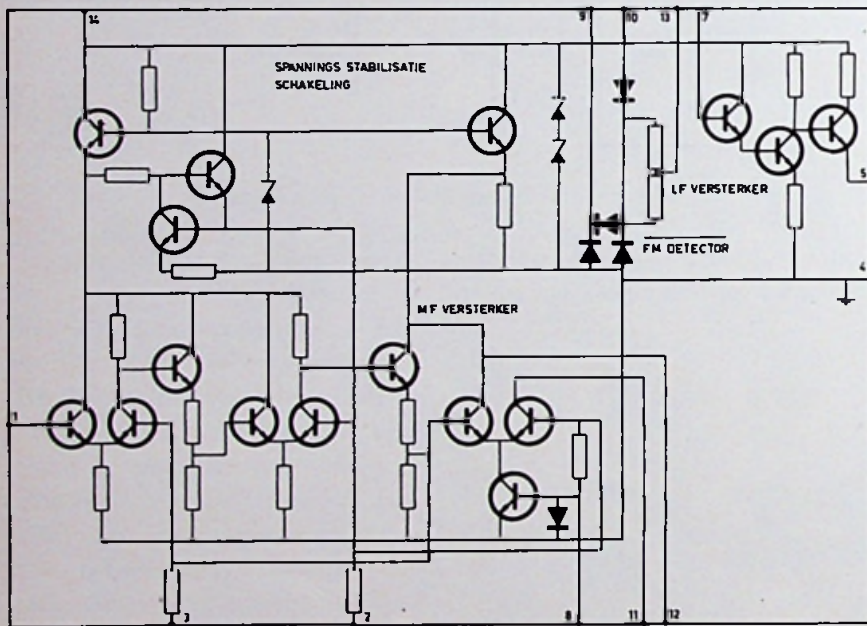 14
9
10
13
7
SPANNINGS STABILISATIE
SCHAKELING
5
LF VERSTERKER
FM DETECTOR
4
MF VERSTERKER
1
3
2
8
11
12